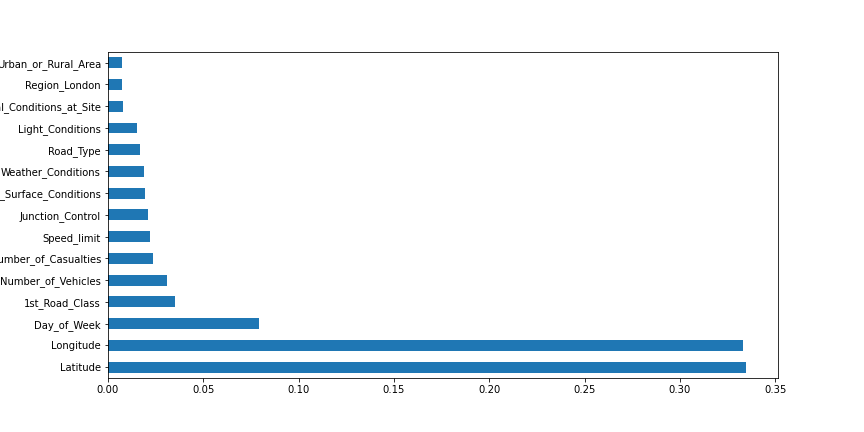 Urban_or_Rural_Area
Region_London
l_Conditions_at_Site
Light_Conditions
Road_Type
Weather_Conditions
_Surface_Conditions
Junction_Control
Speed_limit
umber_of_Casualties
Number_of_Vehicles
1st_Road_Class
Day_of_Week
Longitude
Latitude
0.00 0.05 0.10 0.15 0.20 0.25 0.30 0.35